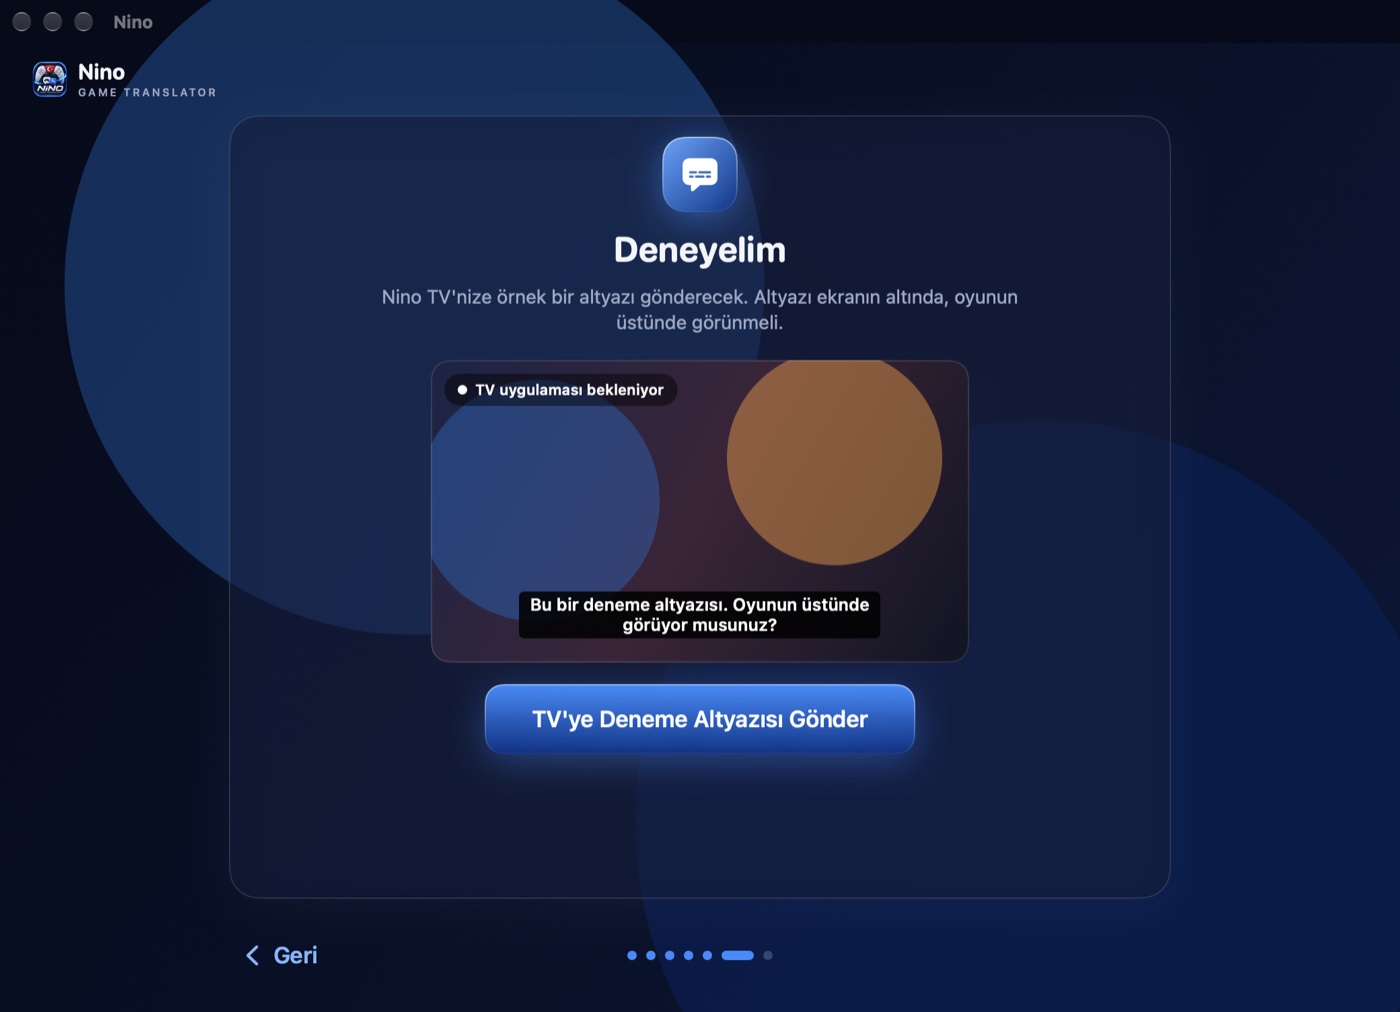 Nino
Nino
GAME TRANSLATOR
NiNO
Deneyelim
Nino TV'nize örnek bir altyazı gönderecek. Altyazı ekranın altında, oyunun
üstünde görünmeli.
TV uygulaması bekleniyor
Bu bir deneme altyazısı. Oyunun üstünde
görüyor musunuz?
TV'ye Deneme Altyazısı Gönder
Geri